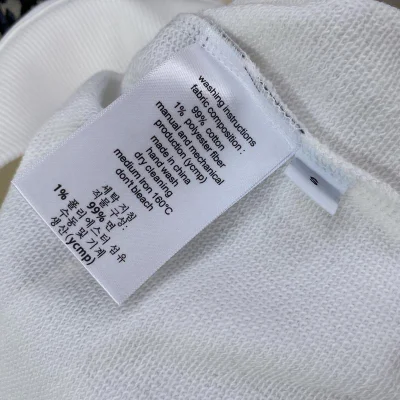 washing instructions
fabric composition :
99% cotton
1% polyester fiber
manual and mechanical
production (ycmp)
made in china
hand wash
dry cleaning
medium iron 160°C
don't bleach
세탁 지침
직물 구성:
99% 면
1% 폴리에스터 섬유
수동 및 기계
생산 (ycmp)